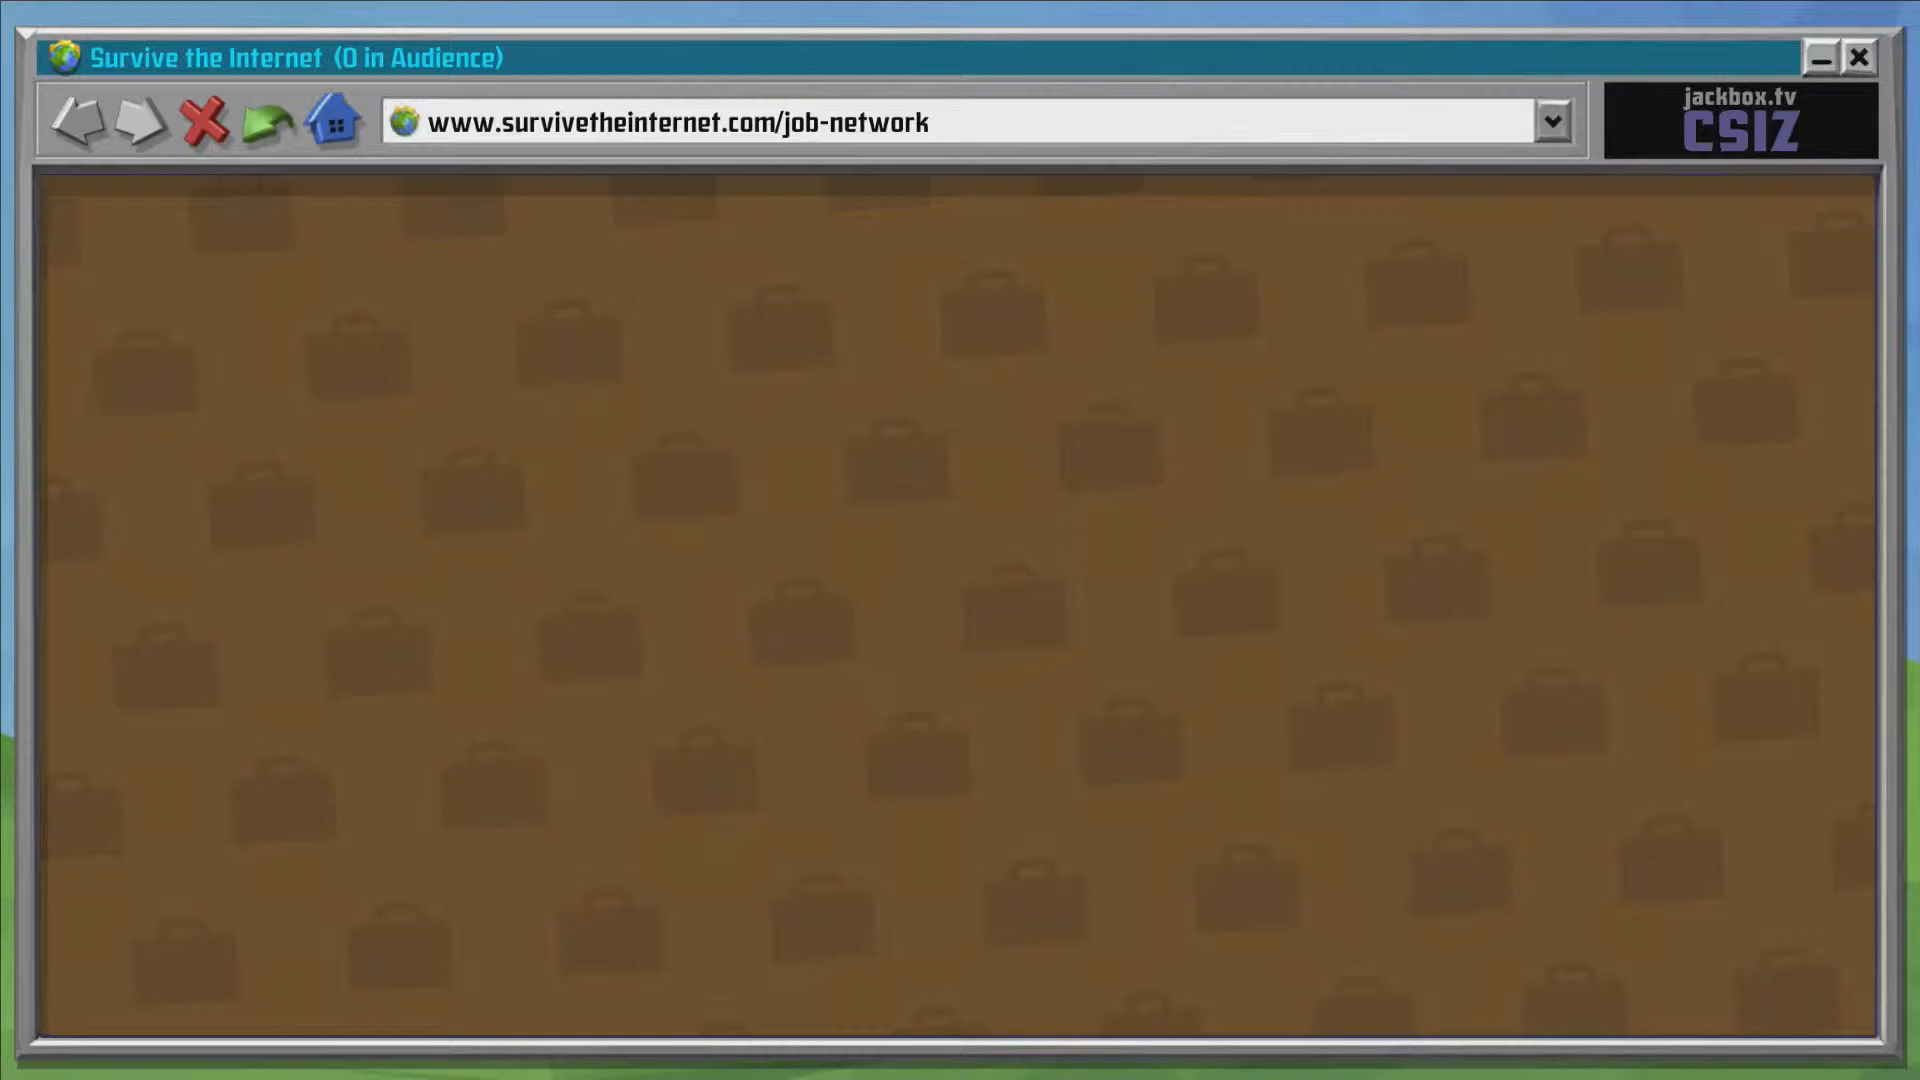 Survive the Internet (0 in Audience)
www.survivetheinternet.com/job-network
jackbox.tv
CSIZ